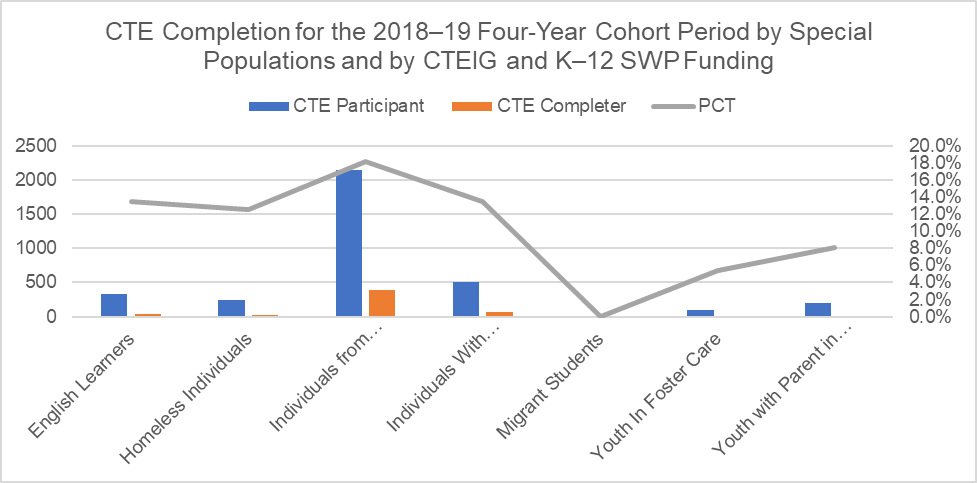 CTE Completion for the 2018–19 Four-Year Cohort Period by Special
Populations and by CTEIG and K–12 SWP Funding
CTE Participant
CTE Completer
PCT
2500
2000
1500
1000
500
0
20.0%
18.0%
16.0%
14.0%
12.0%
10.0%
8.0%
6.0%
4.0%
2.0%
0.0%
English Learners
Homeless Individuals
Individuals from…
Individuals With…
Migrant Students
Youth In Foster Care
Youth with Parent in…